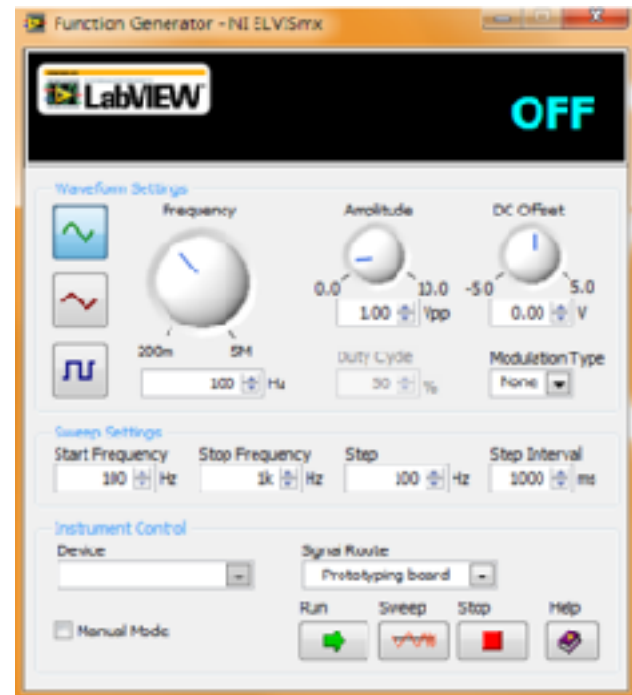 Function Generator - NI ELVISmx
LabVIEW
OFF
Waveform Settings
Frequency Amplitude DC Offset
0.0 10.0 -5.0 5.0
1.00 Vpp 0.00 V
200m 5M
Duty Cycle Modulation Type
100 Hz 50 % None
Sweep Settings
Start Frequency Stop Frequency Step Step Interval
100 Hz 1k Hz 100 Hz 1000 ms
Instrument Control
Device Signal Route
Prototyping board
Run Sweep Stop Help
Manual Mode